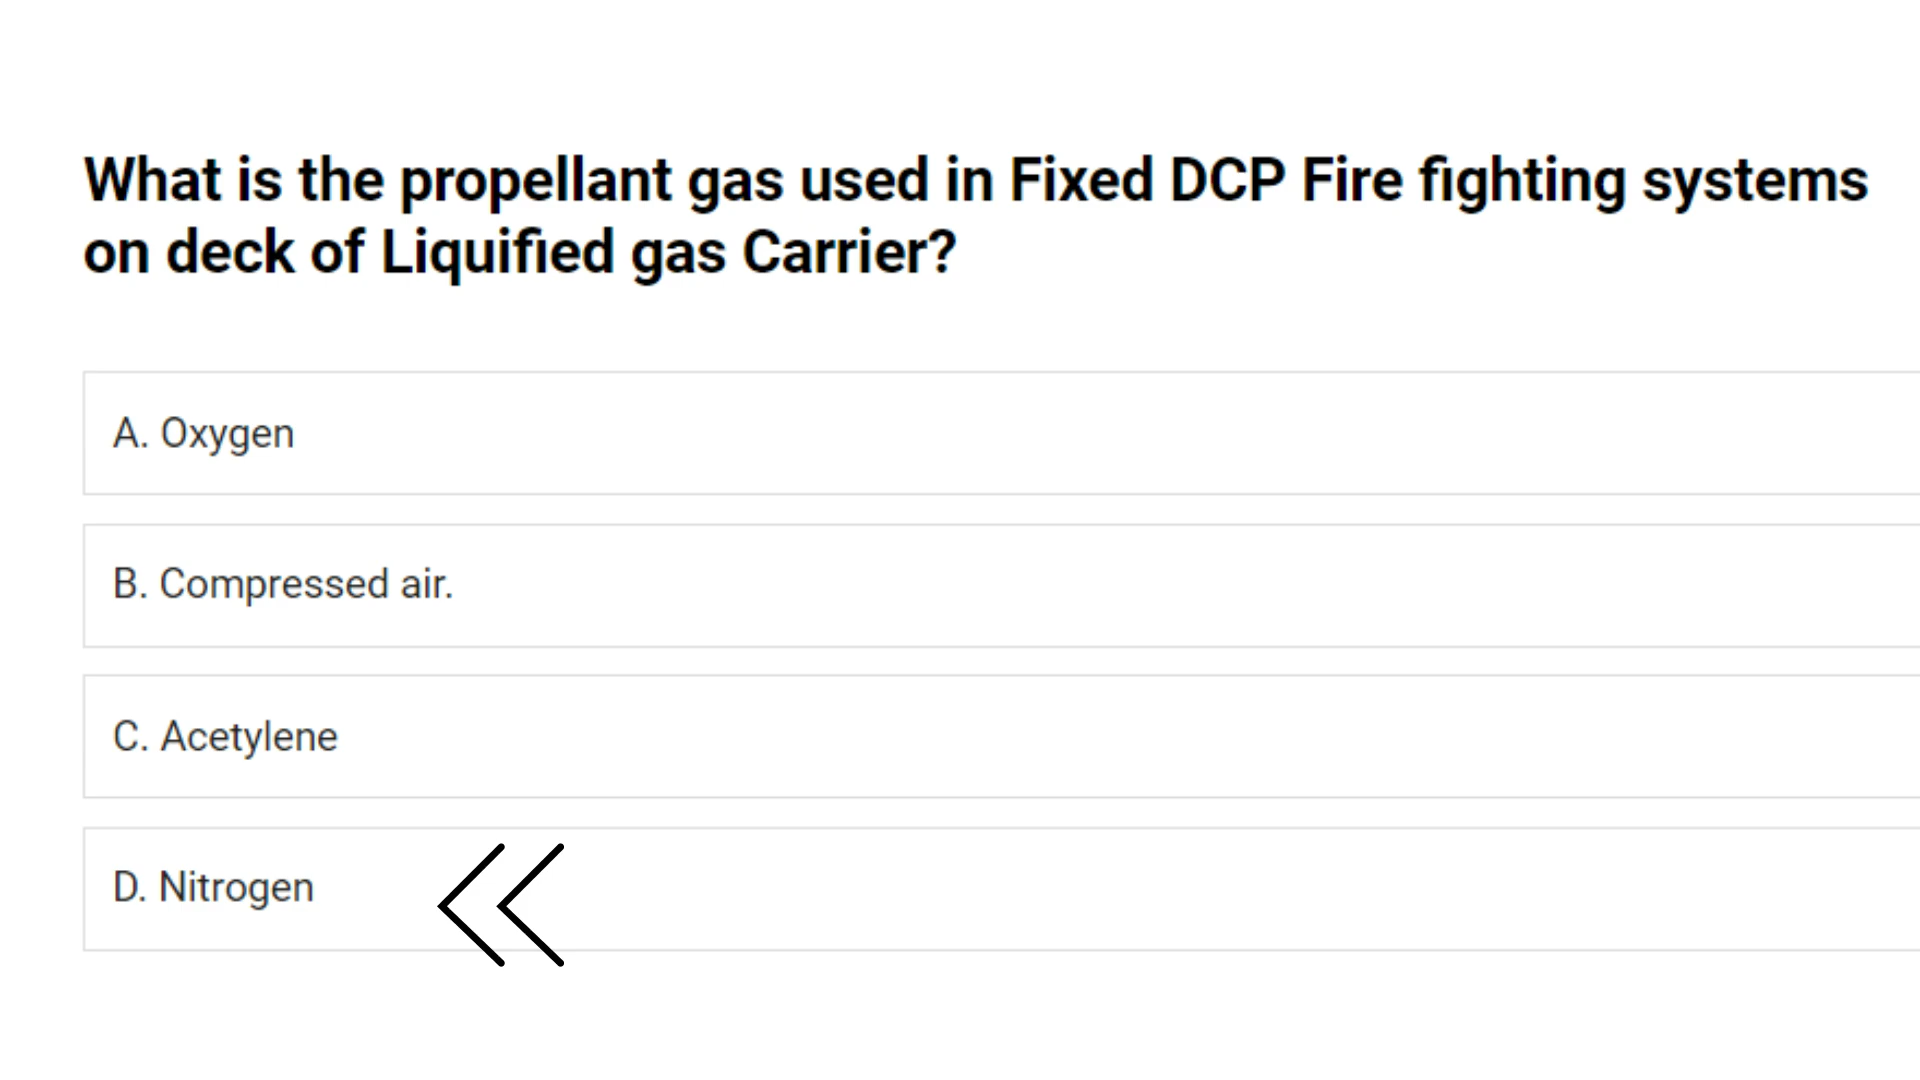 What is the propellant gas used in Fixed DCP Fire fighting systems
on deck of Liquified gas Carrier?
A. Oxygen
B. Compressed air.
C. Acetylene
D. Nitrogen